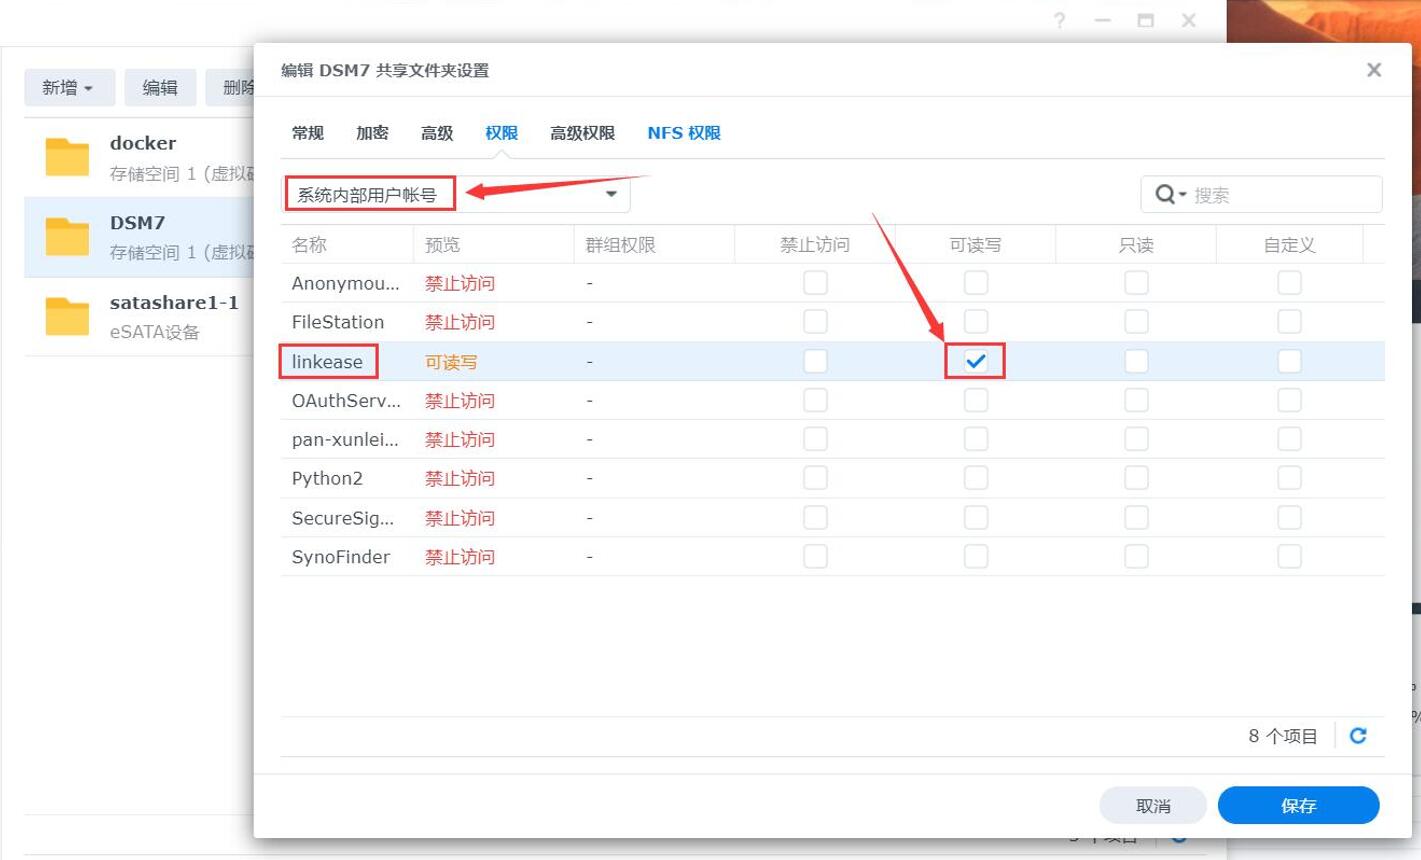 编辑 DSM7 共享文件夹设置
新增 编辑 删除
常规 加密 高级 权限 高级权限 NFS 权限
docker
存储空间 1 (虚拟
DSM7
存储空间 1 (虚拟
satashare1-1
eSATA设备
系统内部用户帐号
搜索
名称 预览 群组权限 禁止访问 可读写 只读 自定义
Anonymou... 禁止访问 -
FileStation 禁止访问 -
linkease 可读写 -
OAuthServ... 禁止访问 -
pan-xunlei... 禁止访问 -
Python2 禁止访问 -
SecureSig... 禁止访问 -
SynoFinder 禁止访问 -
8 个项目
取消 保存